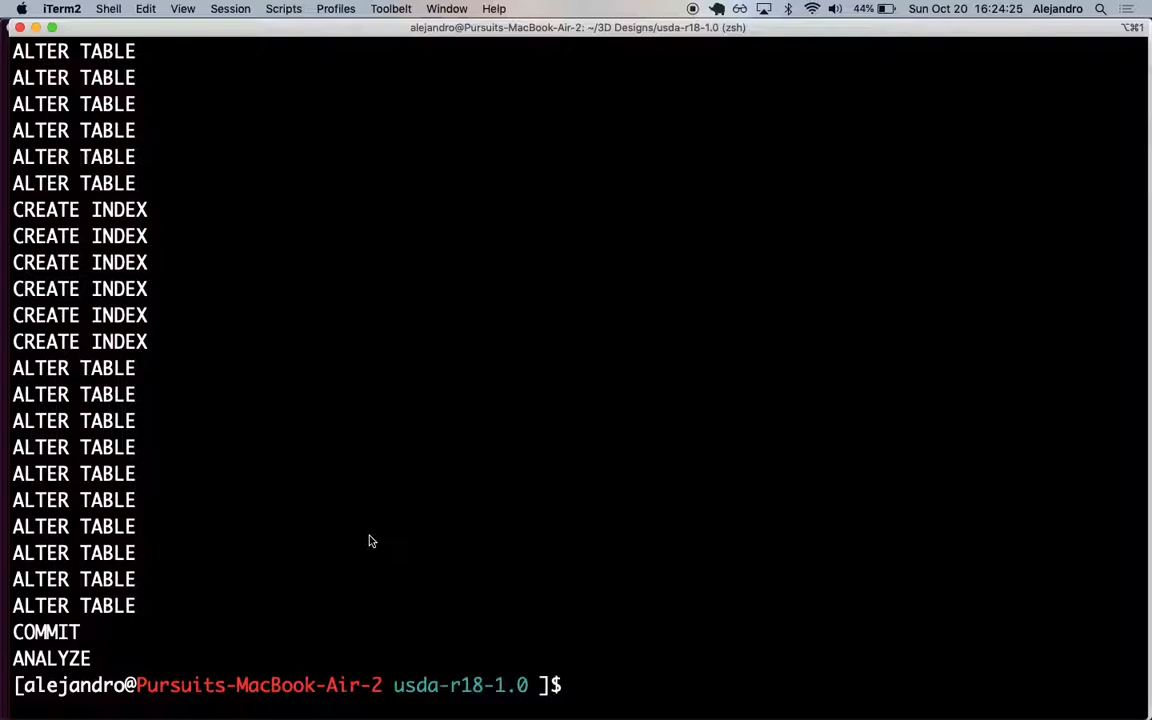 iTerm2 Shell Edit View Session Scripts Profiles Toolbelt Window Help 44% Sun Oct 20 16:24:25 Alejandro
alejandro@Pursuits-MacBook-Air-2: ~/3D Designs/usda-r18-1.0 (zsh) ⌥⌘1
ALTER TABLE
ALTER TABLE
ALTER TABLE
ALTER TABLE
ALTER TABLE
ALTER TABLE
CREATE INDEX
CREATE INDEX
CREATE INDEX
CREATE INDEX
CREATE INDEX
CREATE INDEX
ALTER TABLE
ALTER TABLE
ALTER TABLE
ALTER TABLE
ALTER TABLE
ALTER TABLE
ALTER TABLE
ALTER TABLE
ALTER TABLE
ALTER TABLE
COMMIT
ANALYZE
[alejandro@Pursuits-MacBook-Air-2 usda-r18-1.0 ]$